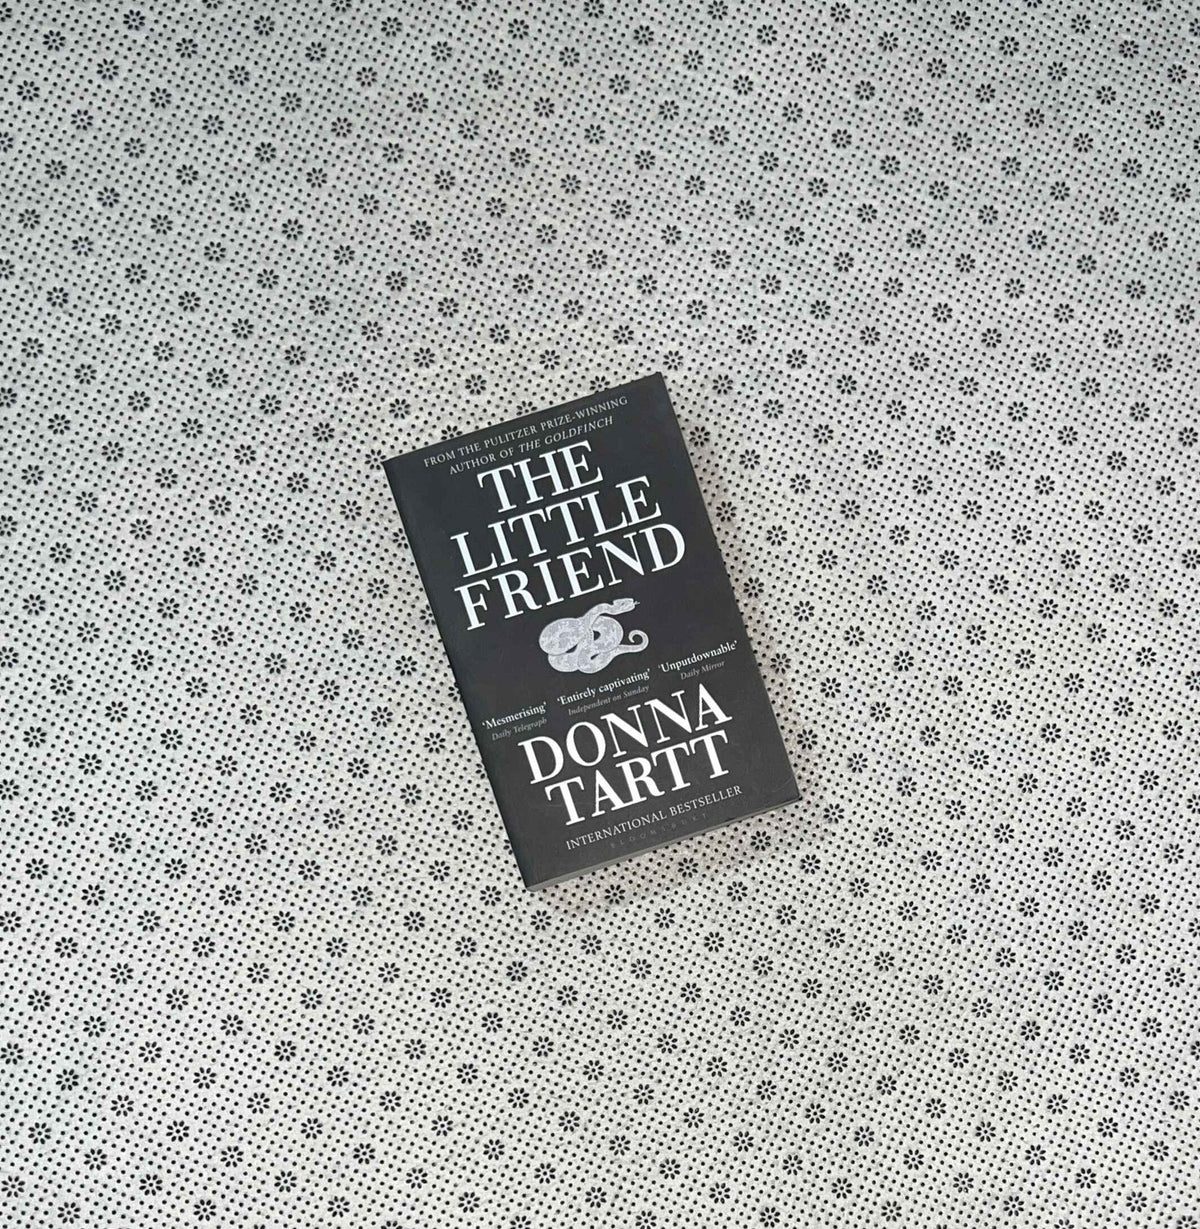 FROM THE PULITZER PRIZE-WINNING
AUTHOR OF THE GOLDFINCH
THE
LITTLE
FRIEND
‘Mesmerising’ ‘Entirely captivating’ ‘Unputdownable’
Daily Telegraph Independent on Sunday Daily Mirror
DONNA
TARTT
INTERNATIONAL BESTSELLER
BLOOMSBURY